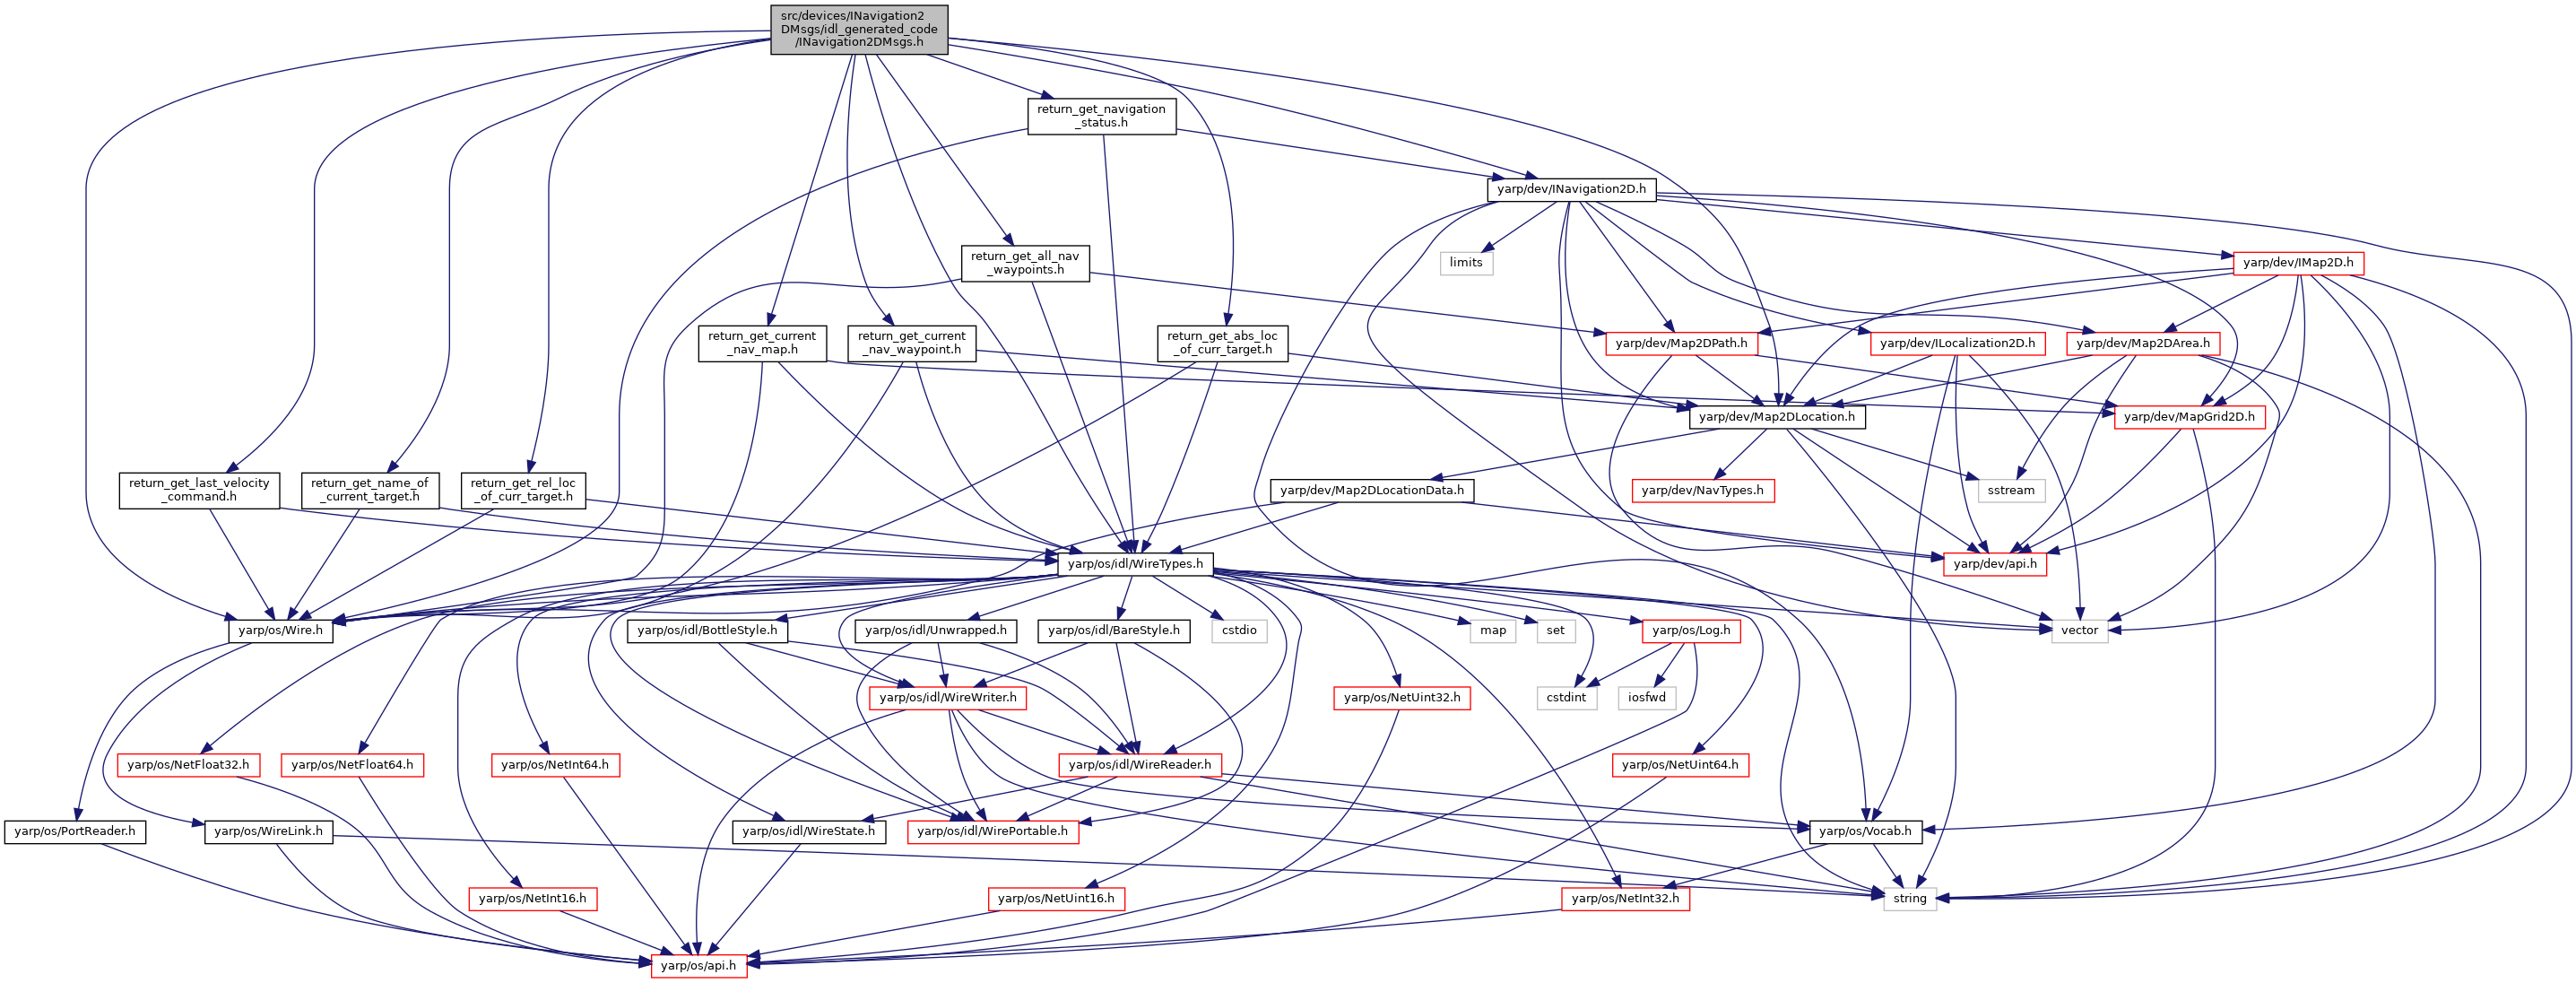 src/devices/INavigation2
DMsgs/idl_generated_code
/INavigation2DMsgs.h
return_get_navigation
_status.h
yarp/dev/INavigation2D.h
return_get_all_nav
_waypoints.h
limits
yarp/dev/IMap2D.h
return_get_current
_nav_map.h
return_get_current
_nav_waypoint.h
return_get_abs_loc
_of_curr_target.h
yarp/dev/Map2DPath.h
yarp/dev/ILocalization2D.h
yarp/dev/Map2DArea.h
yarp/dev/Map2DLocation.h
yarp/dev/MapGrid2D.h
return_get_last_velocity
_command.h
return_get_name_of
_current_target.h
return_get_rel_loc
_of_curr_target.h
yarp/dev/Map2DLocationData.h
yarp/dev/NavTypes.h
sstream
yarp/os/idl/WireTypes.h
yarp/dev/api.h
yarp/os/Wire.h
yarp/os/idl/BottleStyle.h
yarp/os/idl/Unwrapped.h
yarp/os/idl/BareStyle.h
cstdio
map
set
yarp/os/Log.h
vector
yarp/os/idl/WireWriter.h
yarp/os/NetUint32.h
cstdint
iosfwd
yarp/os/NetFloat32.h
yarp/os/NetFloat64.h
yarp/os/NetInt64.h
yarp/os/idl/WireReader.h
yarp/os/NetUint64.h
yarp/os/PortReader.h
yarp/os/WireLink.h
yarp/os/idl/WireState.h
yarp/os/idl/WirePortable.h
yarp/os/Vocab.h
yarp/os/NetInt16.h
yarp/os/NetUint16.h
yarp/os/NetInt32.h
string
yarp/os/api.h